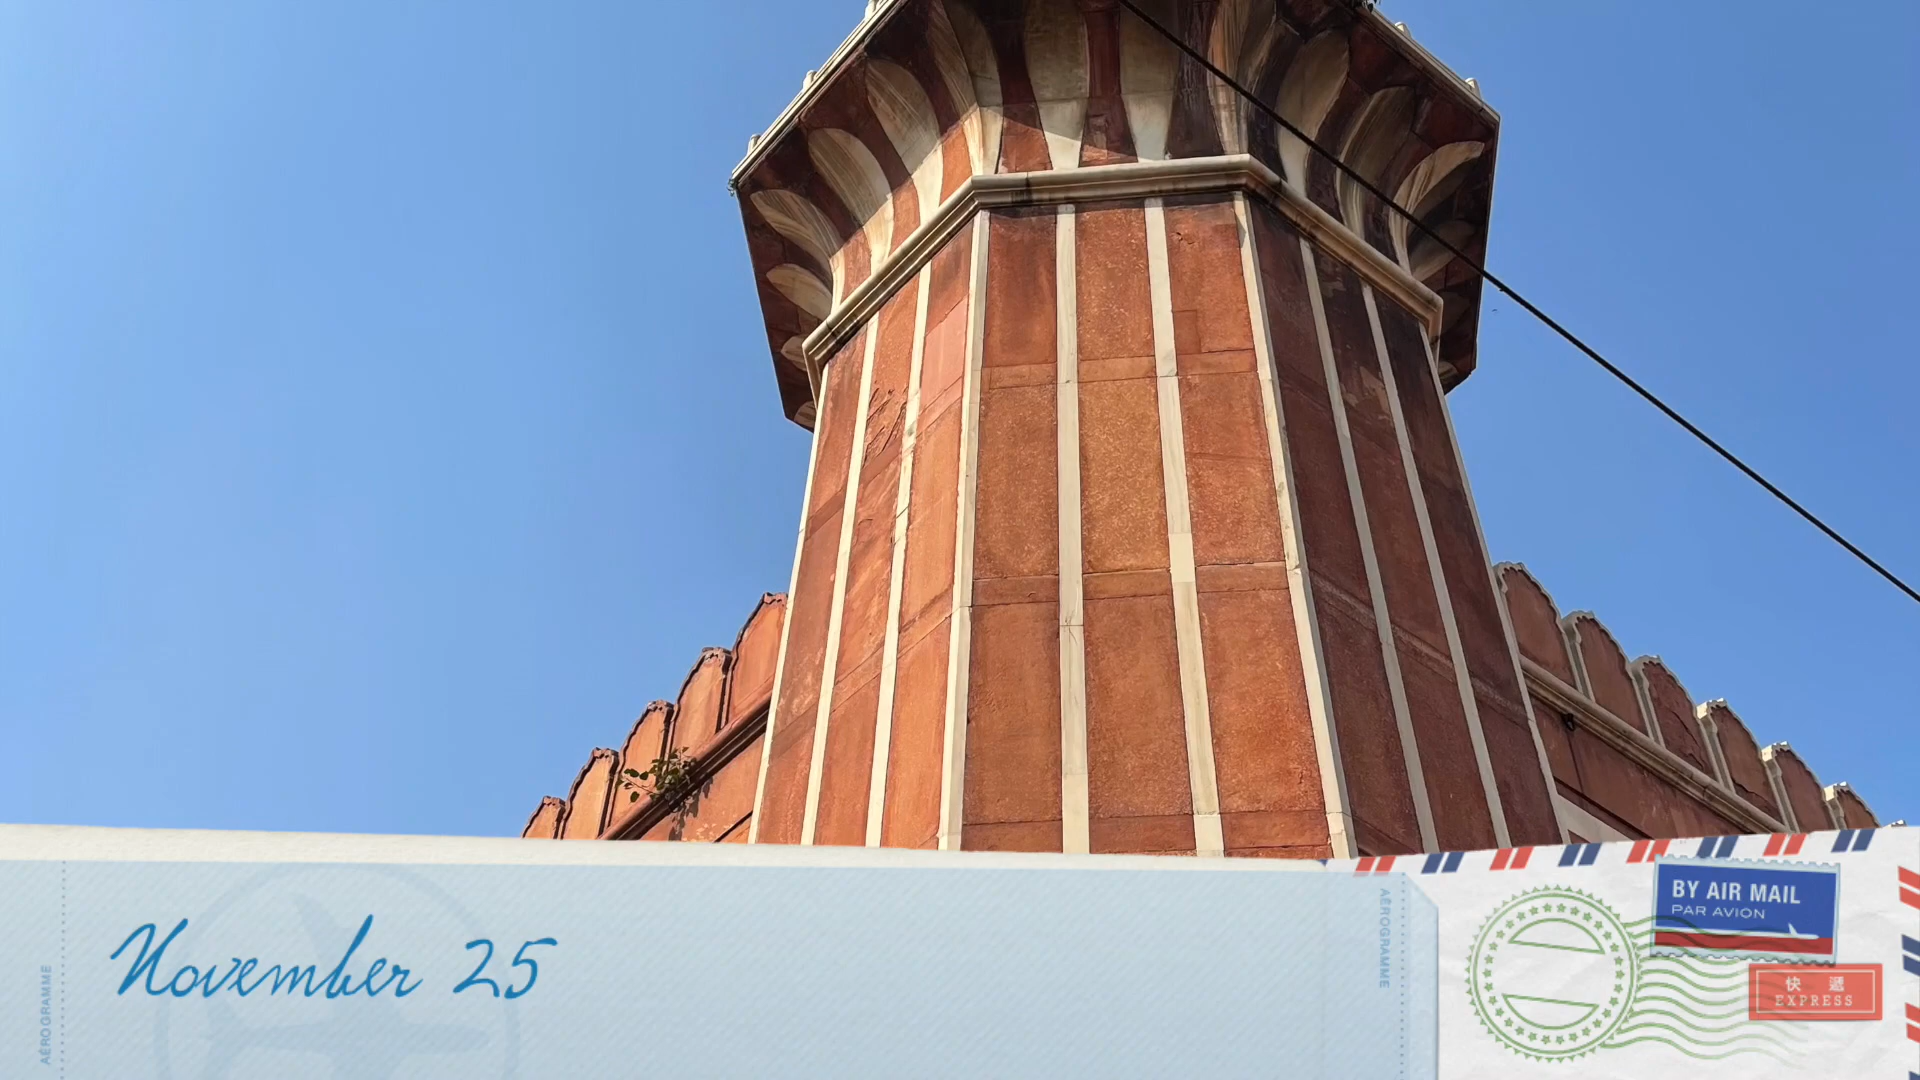 November 25
AÉROGRAMME
AÉROGRAMME
BY AIR MAIL
PAR AVION
快 遞
EXPRESS